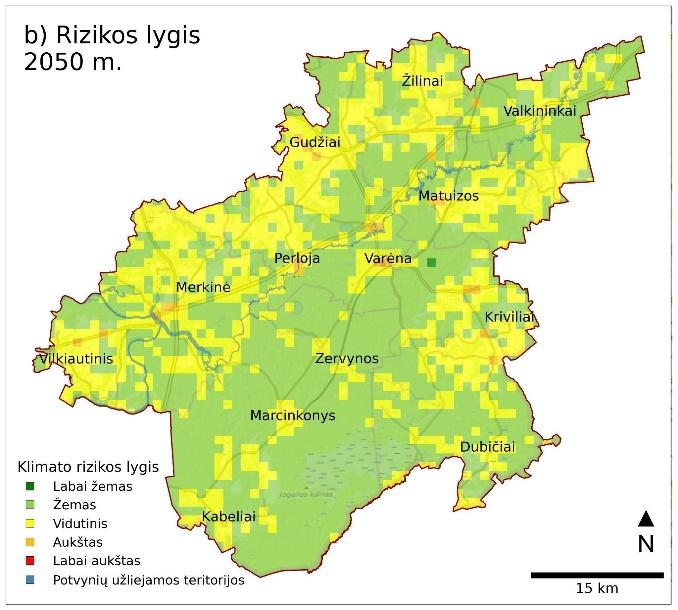 b) Rizikos lygis
2050 m.
Žilinai
Valkininkai
Gudžiai
Matuizos
Perloja
Varėna
Merkinė
Kriviliai
Vilkiautinis
Zervynos
Marcinkonys
Dubičiai
Kabeliai
Klimato rizikos lygis
Labai žemas
Žemas
Vidutinis
Aukštas
Labai aukštas
Potvynių užliejamos teritorijos
N
15 km